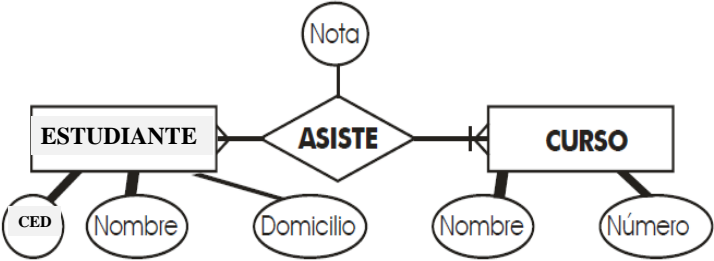 Nota
ESTUDIANTE
ASISTE
CURSO
CED
Nombre
Domicilio
Nombre
Número